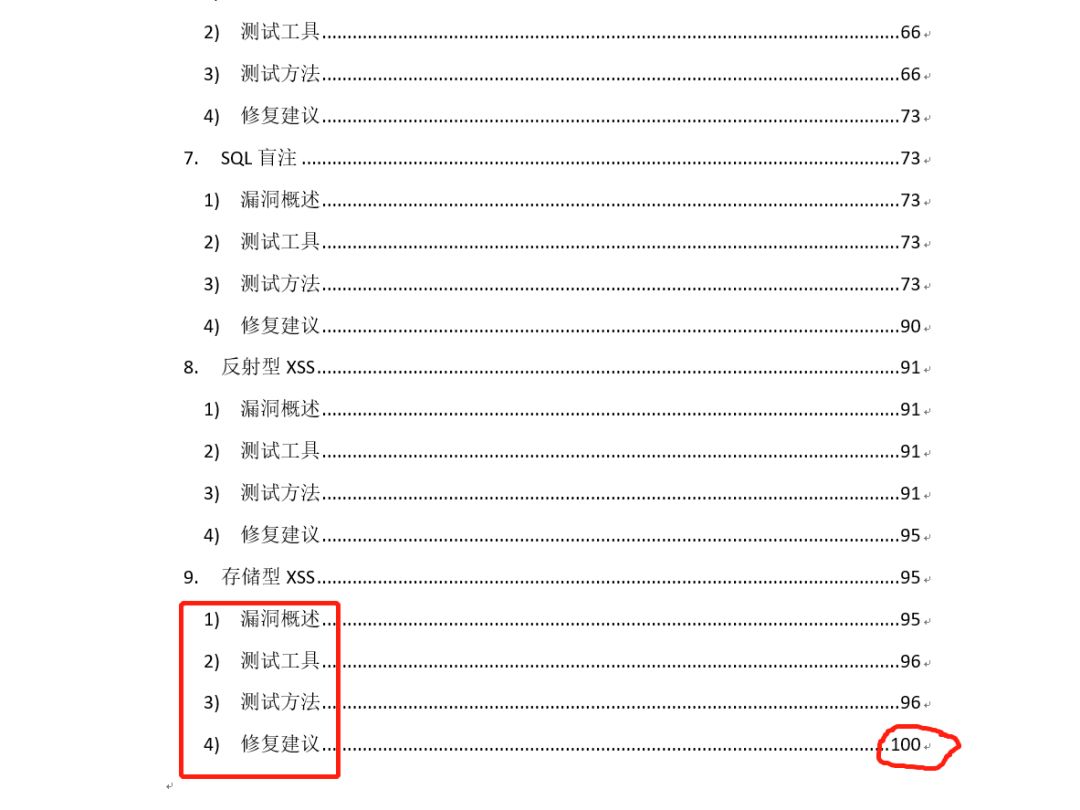 2) 测试工具......66
3) 测试方法......66
4) 修复建议......73
7. SQL 盲注......73
1) 漏洞概述......73
2) 测试工具......73
3) 测试方法......73
4) 修复建议......90
8. 反射型 XSS......91
1) 漏洞概述......91
2) 测试工具......91
3) 测试方法......91
4) 修复建议......95
9. 存储型 XSS......95
1) 漏洞概述......95
2) 测试工具......96
3) 测试方法......96
4) 修复建议......100